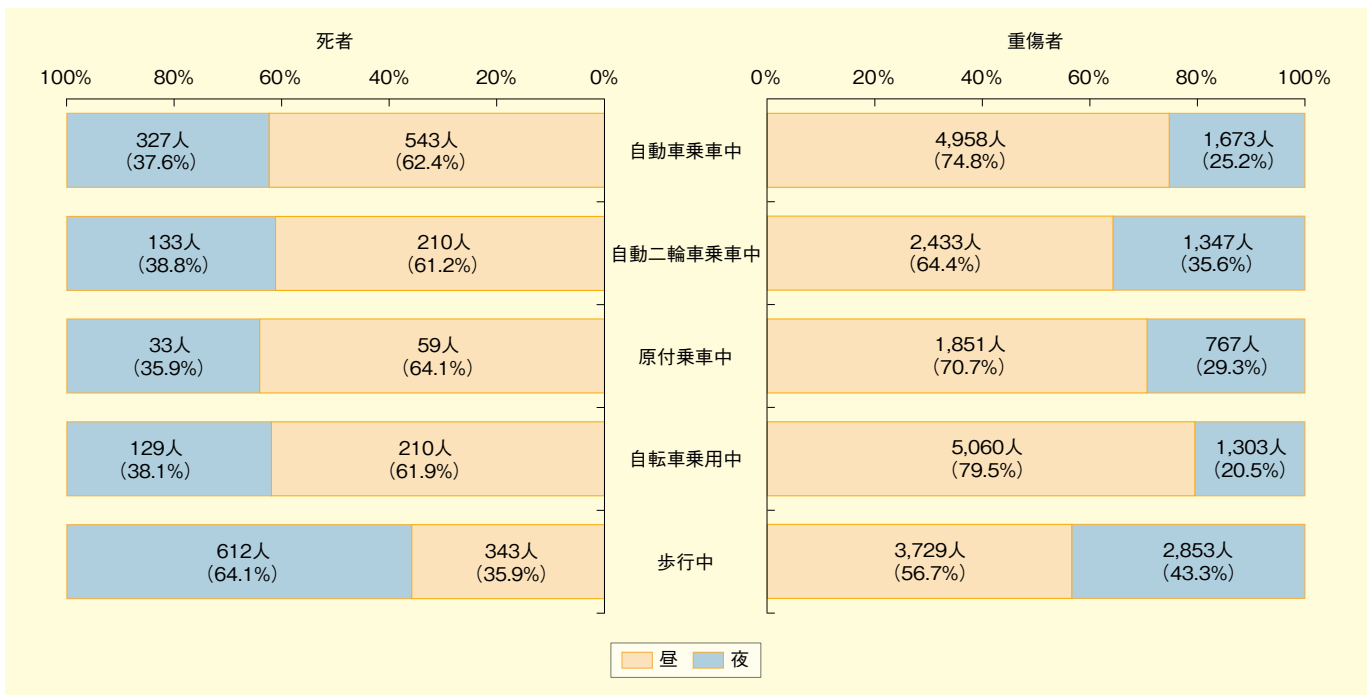 死者
重傷者
100% 80% 60% 40% 20% 0%
0% 20% 40% 60% 80% 100%
327人
(37.6%)
543人
(62.4%)
自動車乗車中
4,958人
(74.8%)
1,673人
(25.2%)
133人
(38.8%)
210人
(61.2%)
自動二輪車乗車中
2,433人
(64.4%)
1,347人
(35.6%)
33人
(35.9%)
59人
(64.1%)
原付乗車中
1,851人
(70.7%)
767人
(29.3%)
129人
(38.1%)
210人
(61.9%)
自転車乗用中
5,060人
(79.5%)
1,303人
(20.5%)
612人
(64.1%)
343人
(35.9%)
歩行中
3,729人
(56.7%)
2,853人
(43.3%)
昼 夜